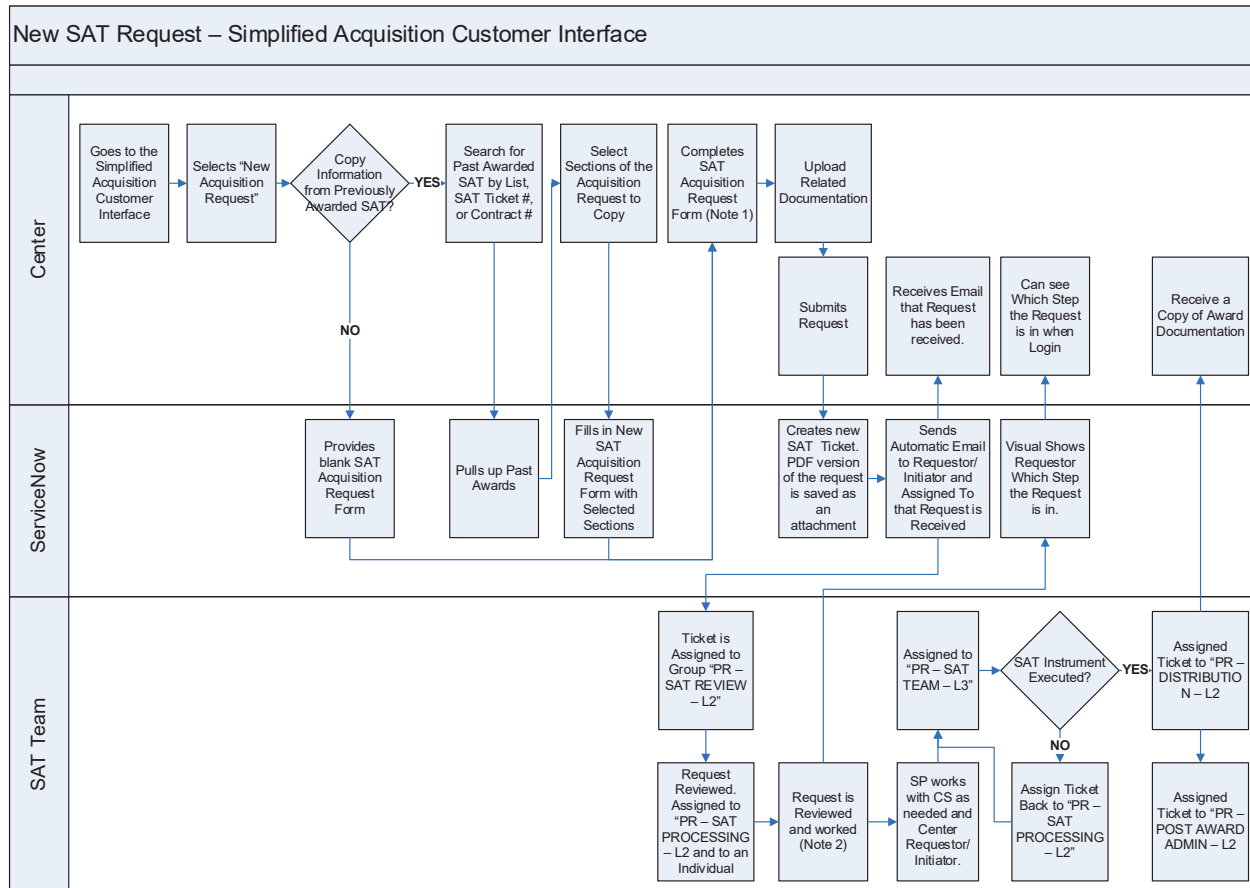 New SAT Request – Simplified Acquisition Customer Interface
Center
Goes to the
Simplified
Acquisition
Customer
Interface
Selects “New
Acquisition
Request”
Copy
Information
from Previously
Awarded SAT?
YES
NO
Search for
Past Awarded
SAT by List,
SAT Ticket #,
or Contract #
Select
Sections of the
Acquisition
Request to
Copy
Completes
SAT
Acquisition
Request
Form (Note 1)
Upload
Related
Documentation
Submits
Request
Receives Email
that Request
has been
received.
Can see
Which Step
the Request
is in when
Login
Receive a
Copy of Award
Documentation
ServiceNow
Provides
blank SAT
Acquisition
Request
Form
Pulls up Past
Awards
Fills in New
SAT
Acquisition
Request
Form with
Selected
Sections
Creates new
SAT Ticket.
PDF version
of the request
is saved as
an
attachment
Sends
Automatic Email
to Requestor/
Initiator and
Assigned To
that Request is
Received
Visual Shows
Requestor
Which Step
the Request
is in.
SAT Team
Ticket is
Assigned to
Group “PR –
SAT REVIEW
– L2”
Request
Reviewed.
Assigned to
“PR – SAT
PROCESSING
– L2 and to an
Individual
Request is
Reviewed
and worked
(Note 2)
SP works
with CS as
needed and
Center
Requestor/
Initiator.
Assigned to
“PR – SAT
TEAM – L3”
SAT Instrument
Executed?
YES
NO
Assign Ticket
Back to “PR –
SAT
PROCESSING
– L2”
Assigned
Ticket to “PR –
DISTRIBUTIO
N – L2
Assigned
Ticket to “PR –
POST AWARD
ADMIN – L2